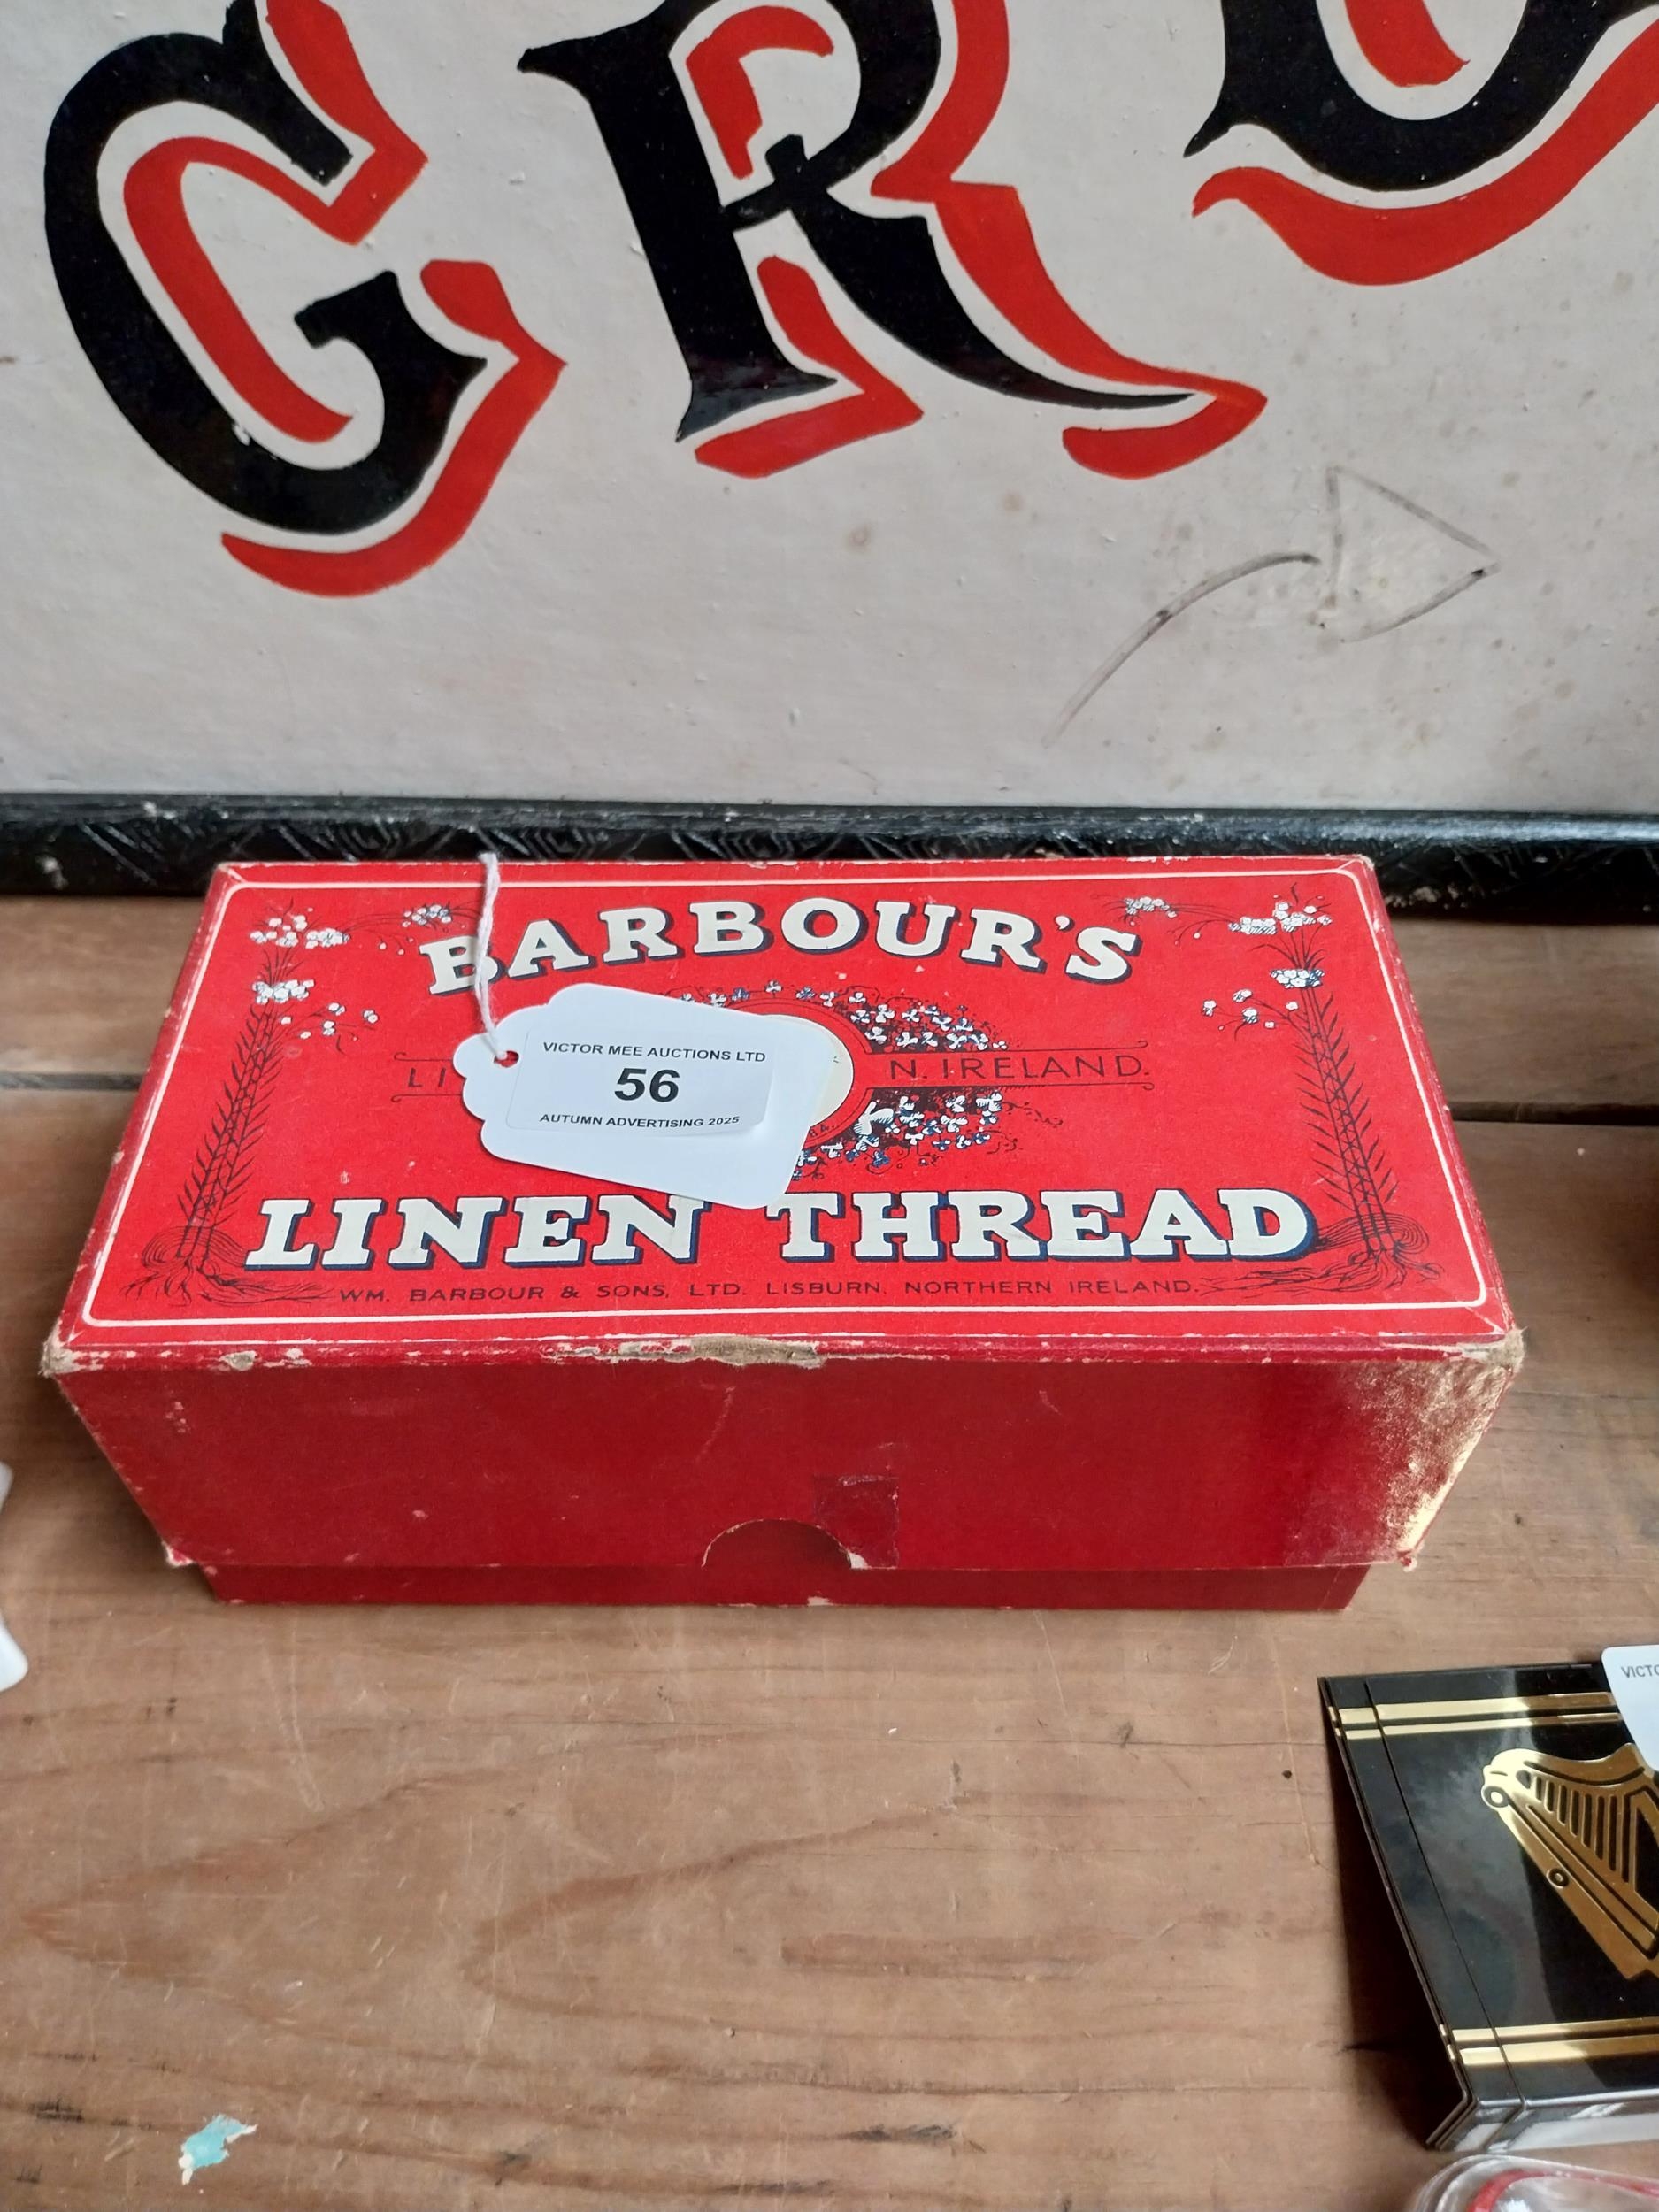 GR
BARBOUR'S
VICTOR MEE AUCTIONS LTD
56
AUTUMN ADVERTISING 2025
N. IRELAND.
LINEN THREAD
WM. BARBOUR & SONS, LTD. LISBURN, NORTHERN IRELAND.